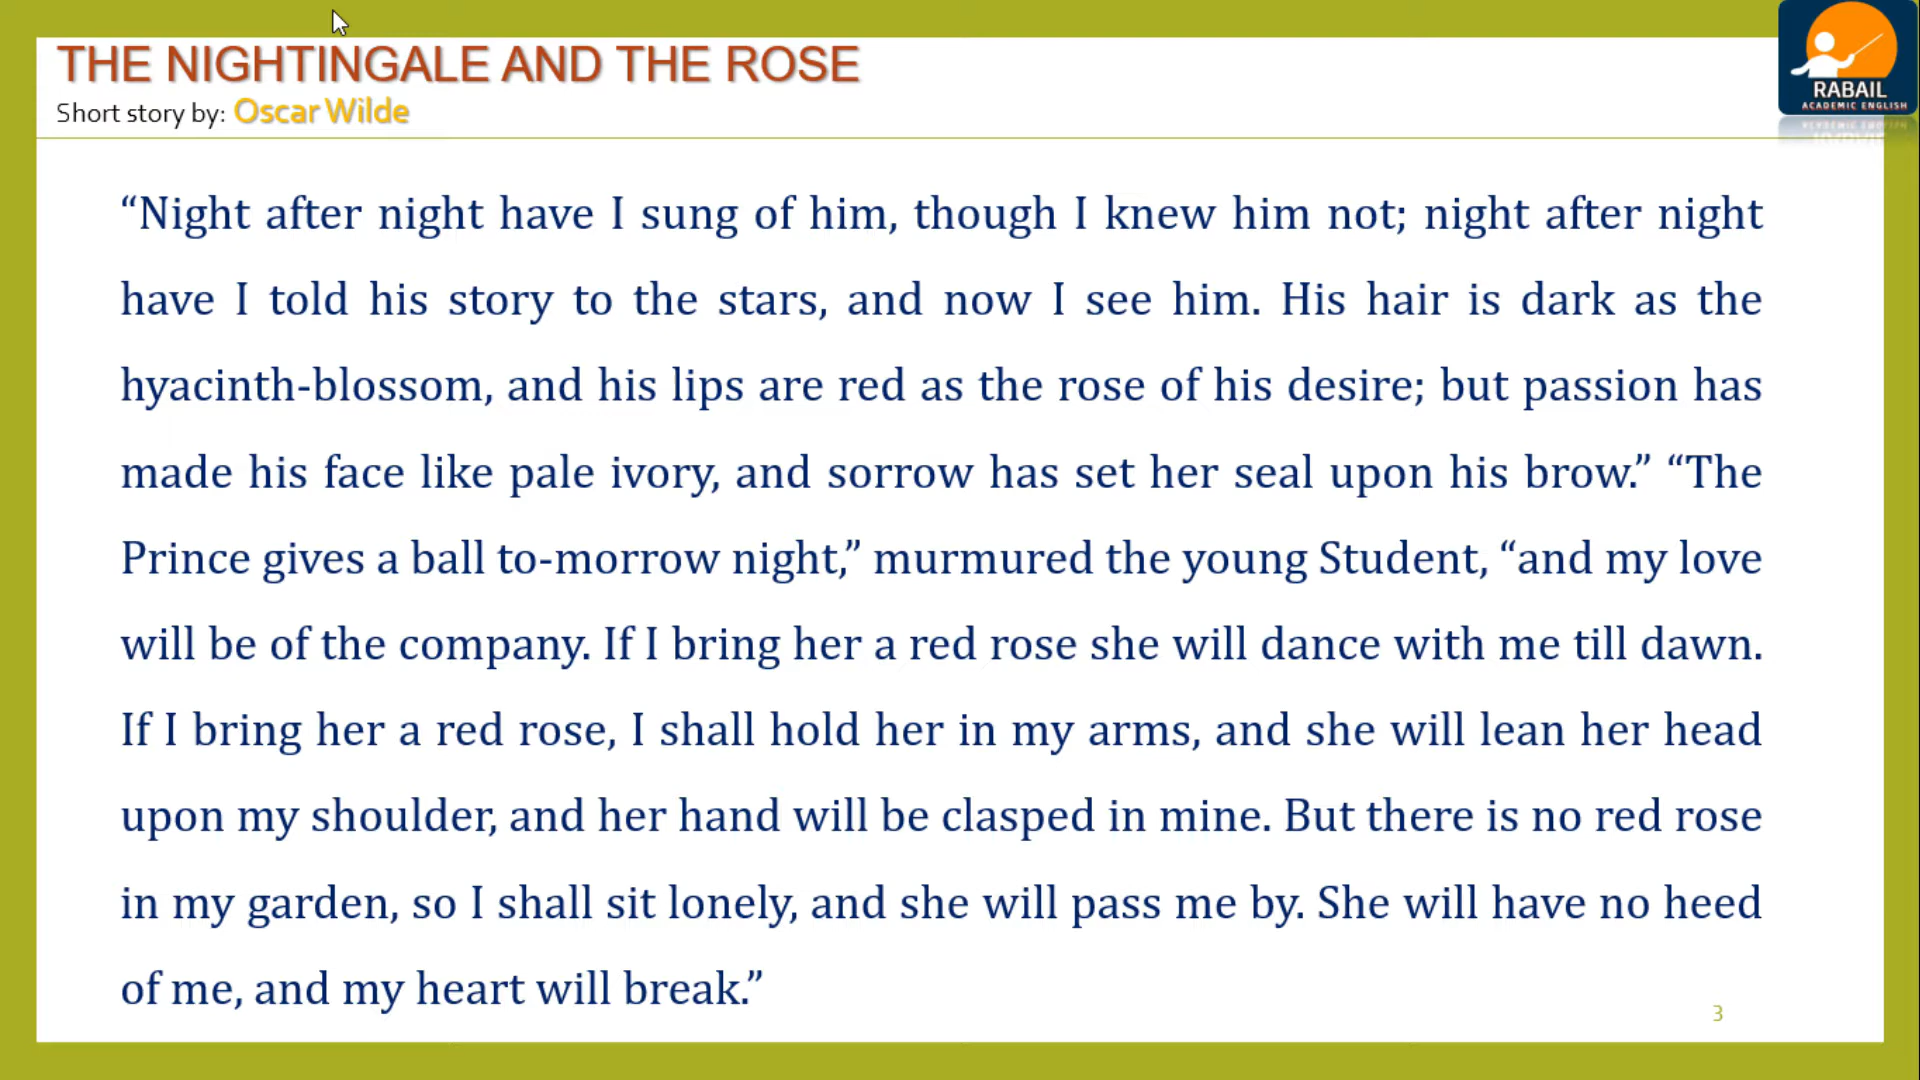 THE NIGHTINGALE AND THE ROSE
Short story by: Oscar Wilde
RABAIL
ACADEMIC ENGLISH
“Night after night have I sung of him, though I knew him not; night after night
have I told his story to the stars, and now I see him. His hair is dark as the
hyacinth-blossom, and his lips are red as the rose of his desire; but passion has
made his face like pale ivory, and sorrow has set her seal upon his brow.” “The
Prince gives a ball to-morrow night,” murmured the young Student, “and my love
will be of the company. If I bring her a red rose she will dance with me till dawn.
If I bring her a red rose, I shall hold her in my arms, and she will lean her head
upon my shoulder, and her hand will be clasped in mine. But there is no red rose
in my garden, so I shall sit lonely, and she will pass me by. She will have no heed
of me, and my heart will break.”
3